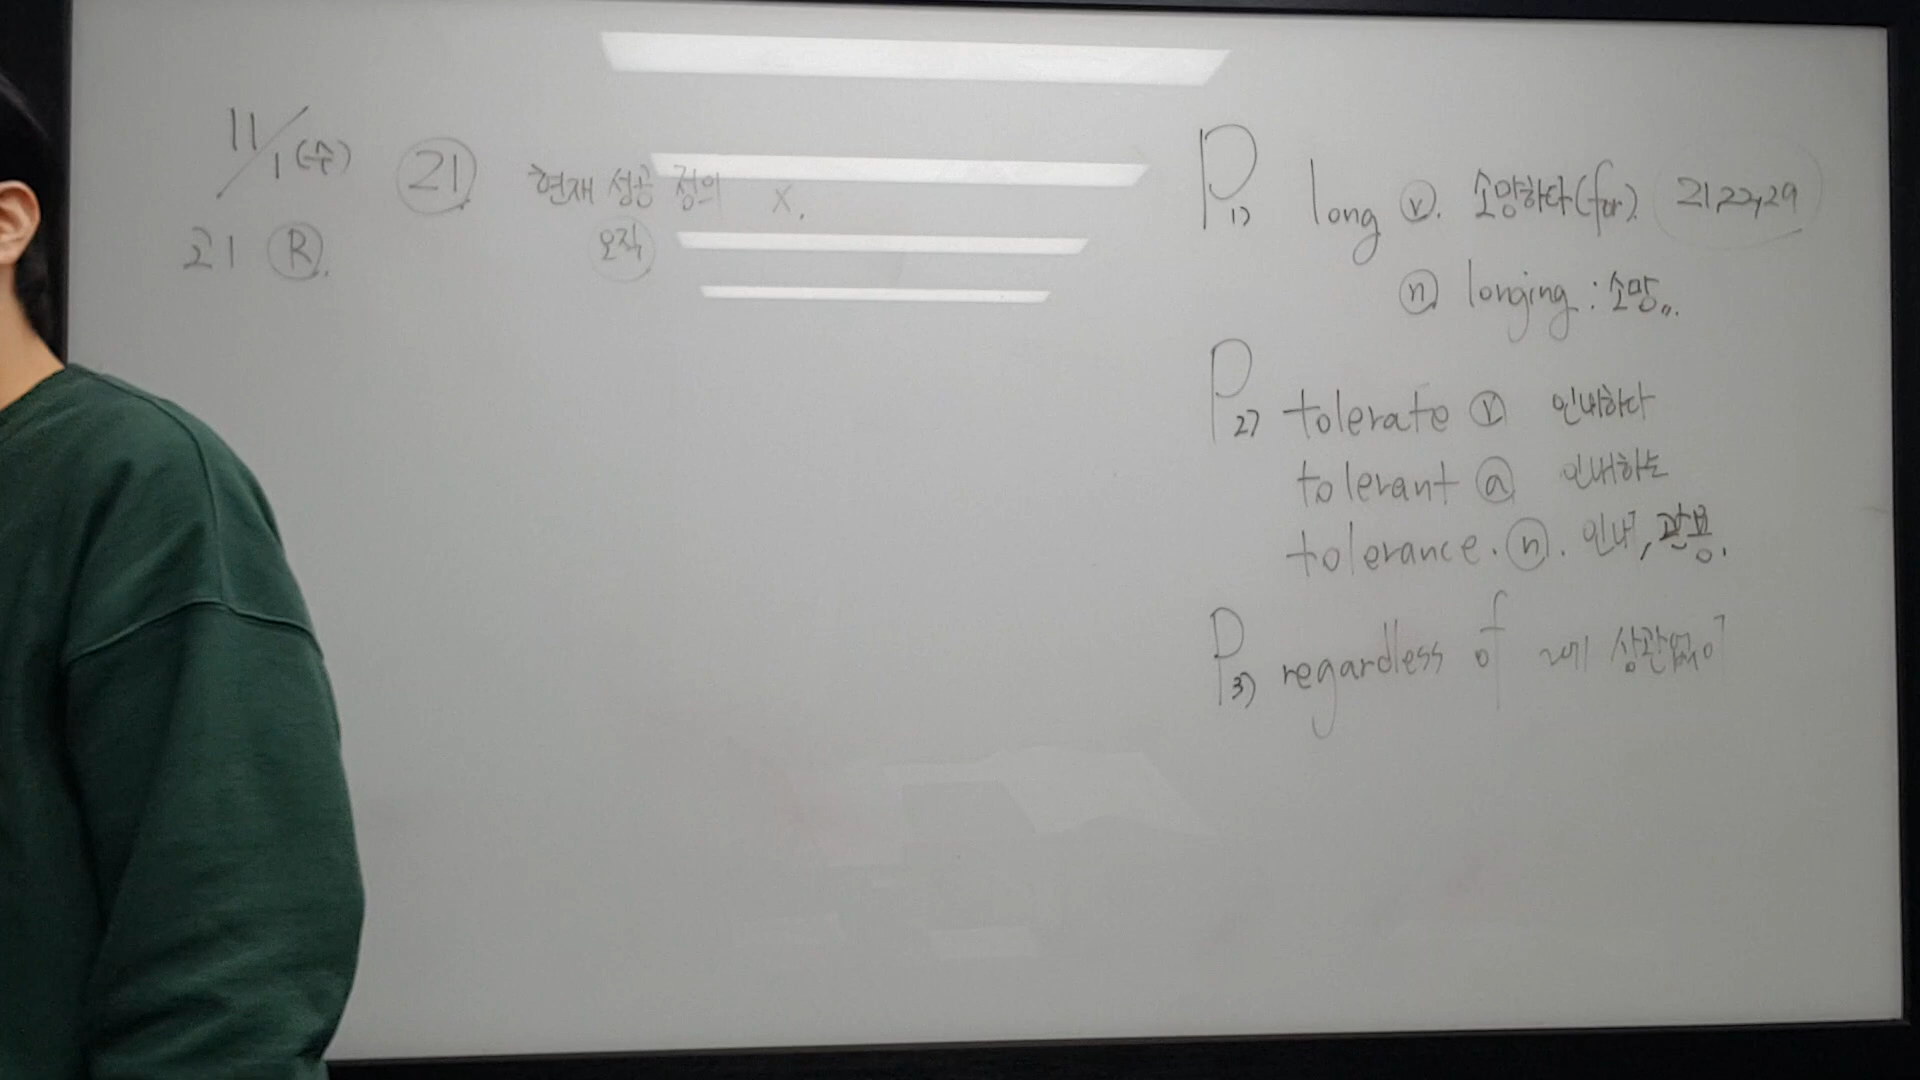 11/1(수)
21 Ⓡ.
㉑. 현재 성공 정의 x.
오직
P1) long ⓥ. 소망하다(for). 21,22,29
ⓝ longing : 소망〃.
P2) tolerate ⓥ 인내하다
tolerant ⓐ 인내하는
tolerance. ⓝ. 인내, 관용.
P3) regardless of ~에 상관없이